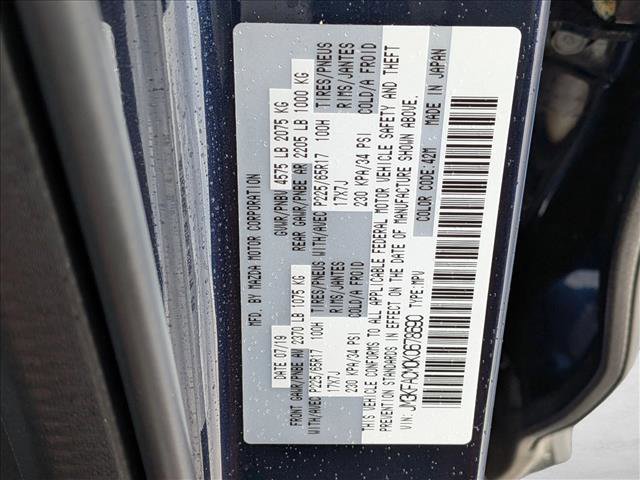 MFD. BY MAZDA MOTOR CORPORATION
DATE 07/19 GVWR/PNBV 4575 LB 2075 KG
FRONT GAWR/PNBE AV 2370 LB 1075 KG REAR GAWR/PNBE AR 2205 LB 1000 KG
WITH/AVEC P225/65R17 100H TIRES/PNEUS WITH/AVEC P225/65R17 100H TIRES/PNEUS
17X7J RIMS/JANTES 17X7J RIMS/JANTES
230 KPA/34 PSI COLD/A FROID 230 KPA/34 PSI COLD/A FROID
THIS VEHICLE CONFORMS TO ALL APPLICABLE FEDERAL MOTOR VEHICLE SAFETY AND THEFT
PREVENTION STANDARDS IN EFFECT ON THE DATE OF MANUFACTURE SHOWN ABOVE.
VIN: JM3KFACM0K0678690 TYPE: MPV COLOR CODE: 42M MADE IN JAPAN